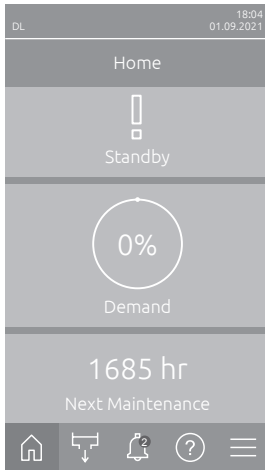 18:04
DL 01.09.2021
Home
Standby
0%
Demand
1685 hr
Next Maintenance
2
?